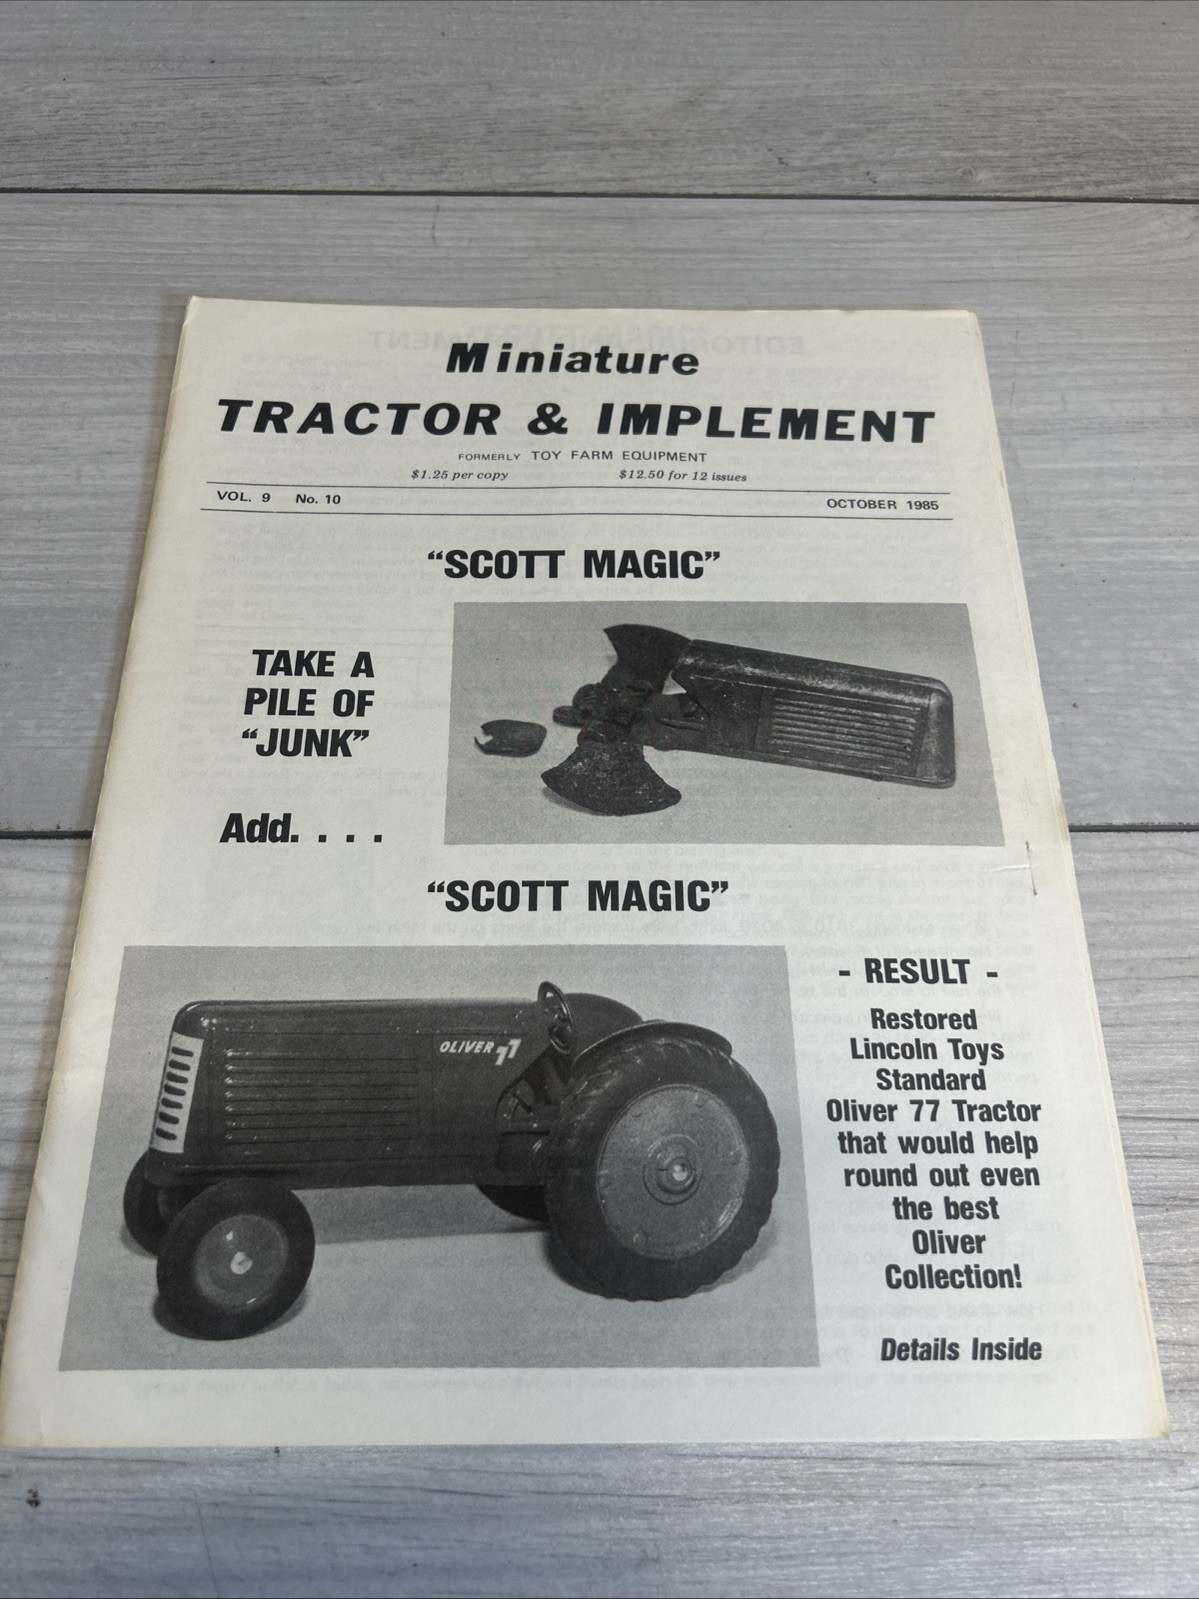 Miniature
TRACTOR & IMPLEMENT
FORMERLY TOY FARM EQUIPMENT
$1.25 per copy $12.50 for 12 issues
VOL. 9 No. 10 OCTOBER 1985
“SCOTT MAGIC”
TAKE A
PILE OF
“JUNK”
Add. . . .
“SCOTT MAGIC”
OLIVER 77
- RESULT -
Restored
Lincoln Toys
Standard
Oliver 77 Tractor
that would help
round out even
the best
Oliver
Collection!
Details Inside